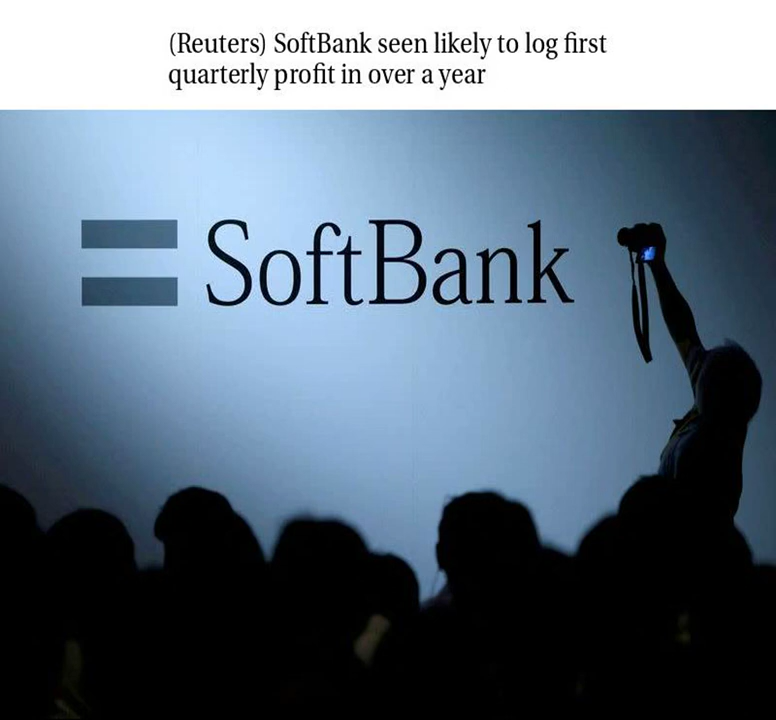 (Reuters) SoftBank seen likely to log first
quarterly profit in over a year
SoftBank